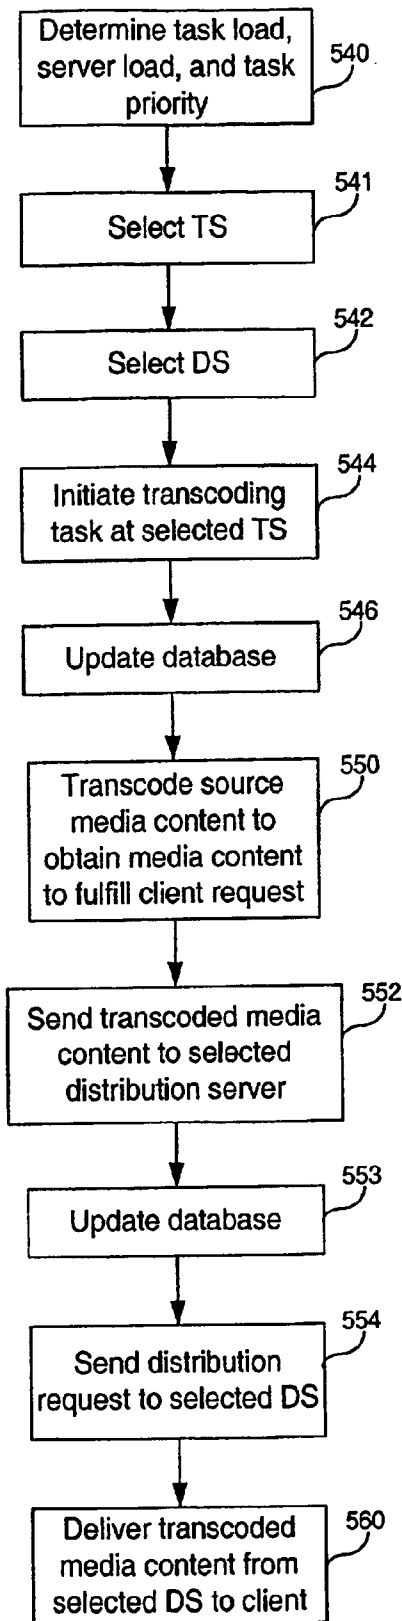 Determine task load,
server load, and task
priority
540
541
Select TS
542
Select DS
544
Initiate transcoding
task at selected TS
546
Update database
550
Transcode source
media content to
obtain media content
to fulfill client request
552
Send transcoded media
content to selected
distribution server
553
Update database
554
Send distribution
request to selected DS
560
Deliver transcoded
media content from
selected DS to client